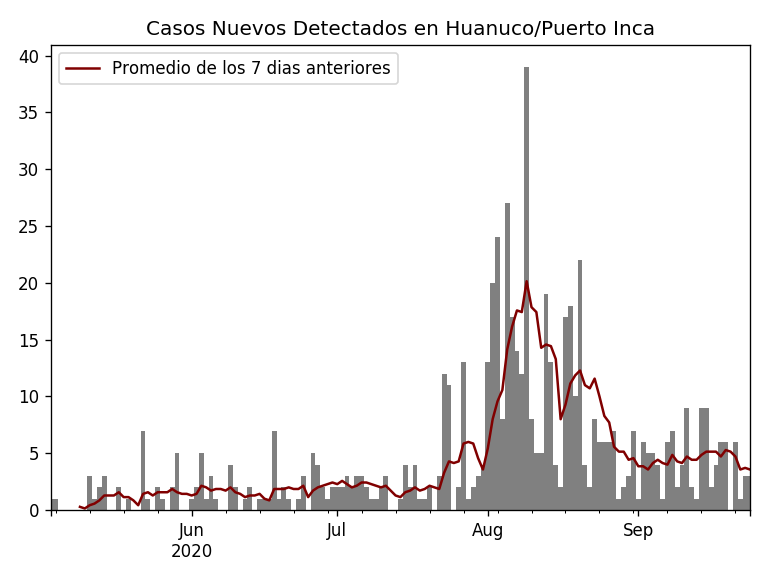 Casos Nuevos Detectados en Huanuco/Puerto Inca
Promedio de los 7 dias anteriores
40
35
30
25
20
15
10
5
0
Jun
2020
Jul
Aug
Sep